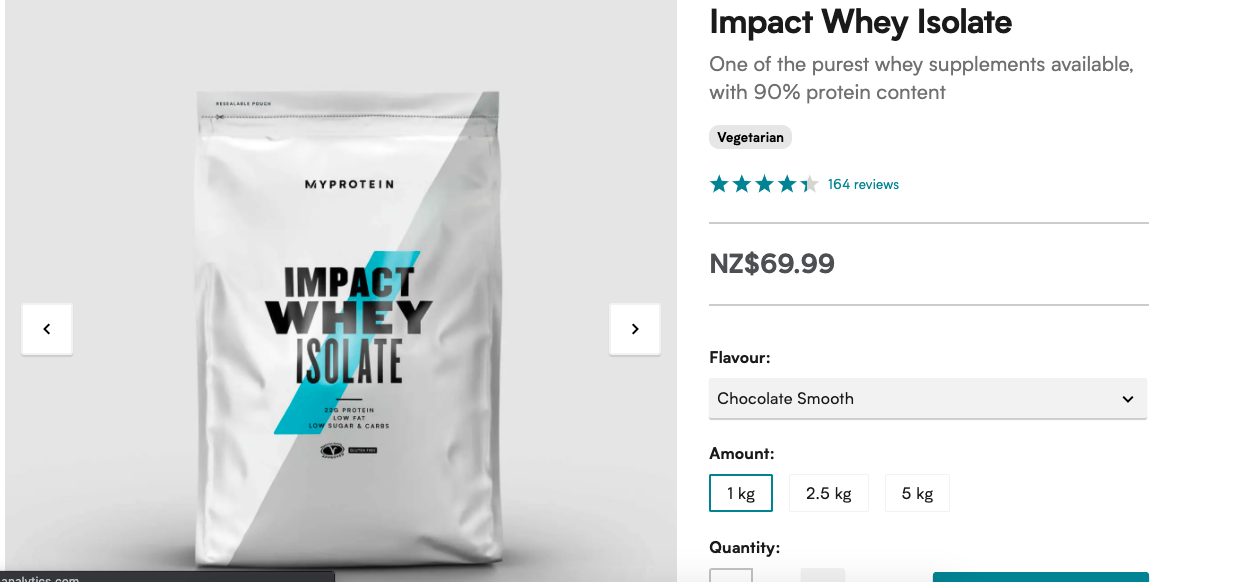 Impact Whey Isolate
One of the purest whey supplements available,
with 90% protein content
Vegetarian
164 reviews
NZ$69.99
Flavour:
Chocolate Smooth
Amount:
1 kg
2.5 kg
5 kg
Quantity:
RESEALABLE POUCH
MYPROTEIN
IMPACT
WHEY
ISOLATE
22G PROTEIN
LOW FAT
LOW SUGAR & CARBS
GLUTEN FREE
analytics.com